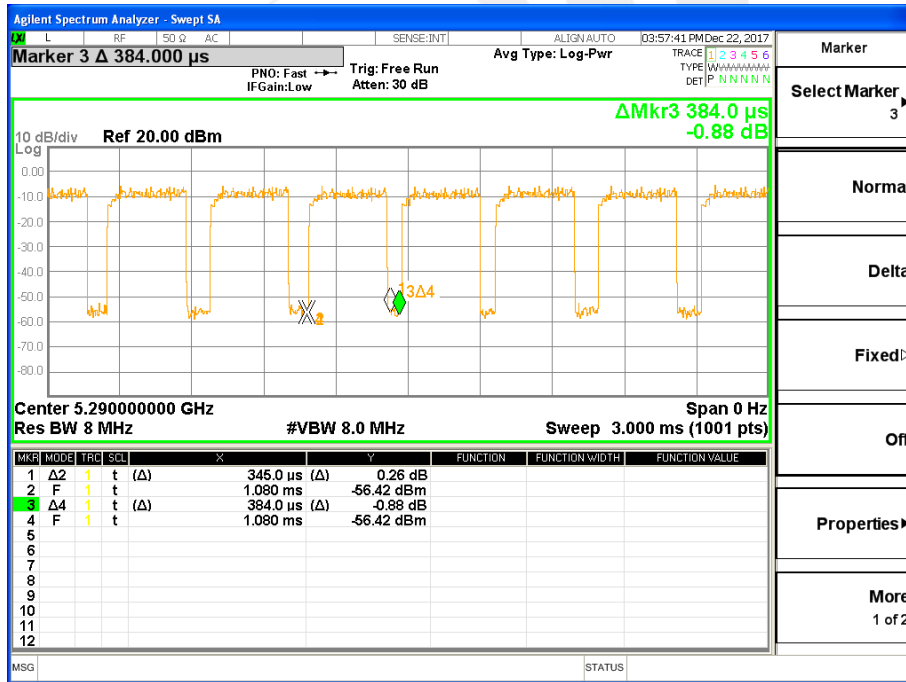 Agilent Spectrum Analyzer - Swept SA
LXI L RF 50 Ω AC SENSE:INT ALIGNAUTO 03:57:41 PM Dec 22, 2017
Marker 3 Δ 384.000 µs
PNO: Fast
IFGain:Low
Trig: Free Run
Atten: 30 dB
Avg Type: Log-Pwr
TRACE 1 2 3 4 5 6
TYPE WWWWWW
DET P N N N N N
ΔMkr3 384.0 µs
-0.88 dB
10 dB/div Ref 20.00 dBm
Log
0.00
-10.0
-20.0
-30.0
-40.0
-50.0
-60.0
-70.0
-80.0
3Δ4
Center 5.290000000 GHz Span 0 Hz
Res BW 8 MHz #VBW 8.0 MHz Sweep 3.000 ms (1001 pts)
MKR MODE TRC SCL X Y FUNCTION FUNCTION WIDTH FUNCTION VALUE
1 Δ2 1 t (Δ) 345.0 µs (Δ) 0.26 dB
2 F 1 t 1.080 ms -56.42 dBm
3 Δ4 1 t (Δ) 384.0 µs (Δ) -0.88 dB
4 F 1 t 1.080 ms -56.42 dBm
5
6
7
8
9
10
11
12
MSG STATUS
Marker
Select Marker
3
Norma
Delta
Fixed
Of
Properties
More
1 of 2